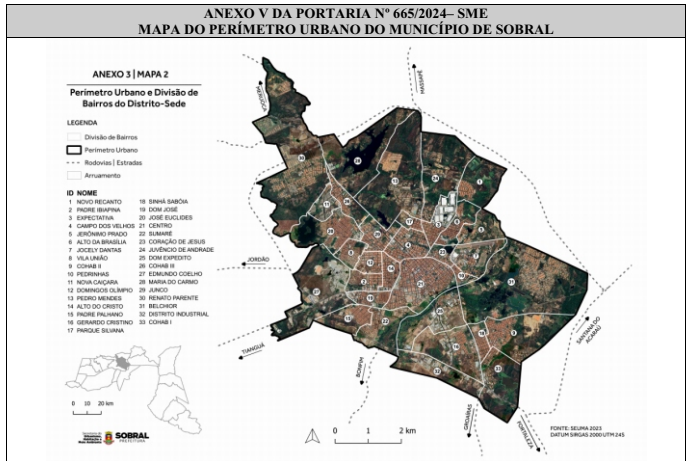 ANEXO V DA PORTARIA Nº 665/2024– SME
MAPA DO PERÍMETRO URBANO DO MUNICÍPIO DE SOBRAL
ANEXO 3 | MAPA 2
Perímetro Urbano e Divisão de
Bairros do Distrito-Sede
LEGENDA
Divisão de Bairros
Perímetro Urbano
Rodovias | Estradas
Arruamento
ID NOME
1 NOVO RECANTO
2 PADRE IBIAPINA
3 EXPECTATIVA
4 CAMPO DOS VELHOS
5 JERÔNIMO PRADO
6 ALTO DA BRASÍLIA
7 JOCELY DANTAS
8 VILA UNIÃO
9 COHAB II
10 PEDRINHAS
11 NOVA CAIÇARA
12 DOMINGOS OLÍMPIO
13 PEDRO MENDES
14 ALTO DO CRISTO
15 PADRE PALHANO
16 GERARDO CRISTINO
17 PARQUE SILVANA
18 SINHÁ SABÓIA
19 DOM JOSÉ
20 JOSÉ EUCLIDES
21 CENTRO
22 SUMARÉ
23 CORAÇÃO DE JESUS
24 JUVÊNCIO DE ANDRADE
25 DOM EXPEDITO
26 COHAB III
27 EDMUNDO COELHO
28 MARIA DO CARMO
29 JUNCO
30 RENATO PARENTE
31 BELCHIOR
32 DISTRITO INDUSTRIAL
33 COHAB I
MERUOCA
MASSAPÊ
JORDÃO
TIANGUÁ
BONFIM
GROAÍRAS
FORTALEZA
SANTANA DO
ACARAÚ
0 10 20 km
SOBRAL
PREFEITURA
0 1 2 km
FONTE: SEUMA 2023
DATUM SIRGAS 2000 UTM 24S